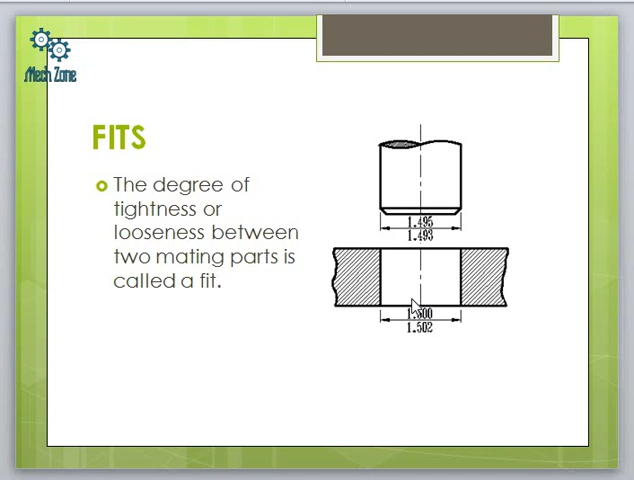 Mech Zone
FITS
The degree of
tightness or
looseness between
two mating parts is
called a fit.
1.495
1.493
1.500
1.502